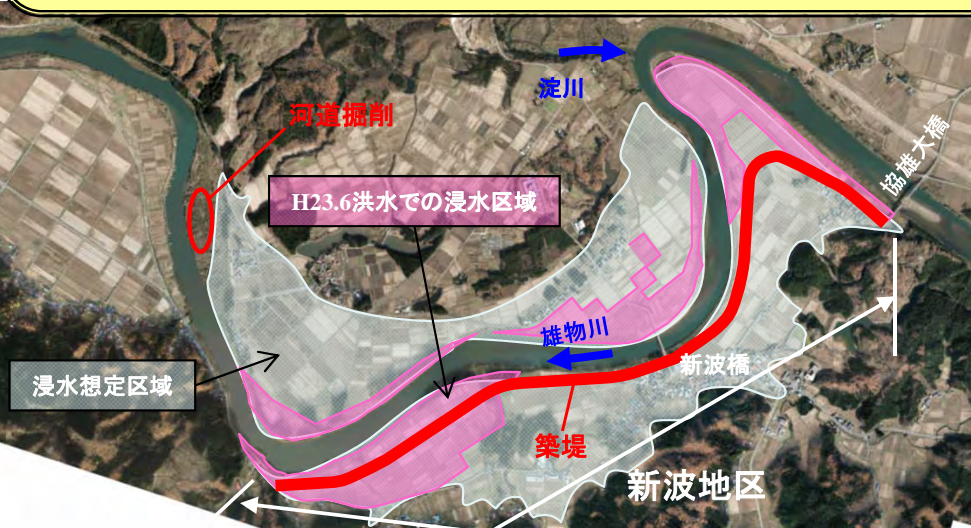 淀川
河道掘削
協雄大橋
H23.6洪水での浸水区域
雄物川
新波橋
浸水想定区域
築堤
新波地区